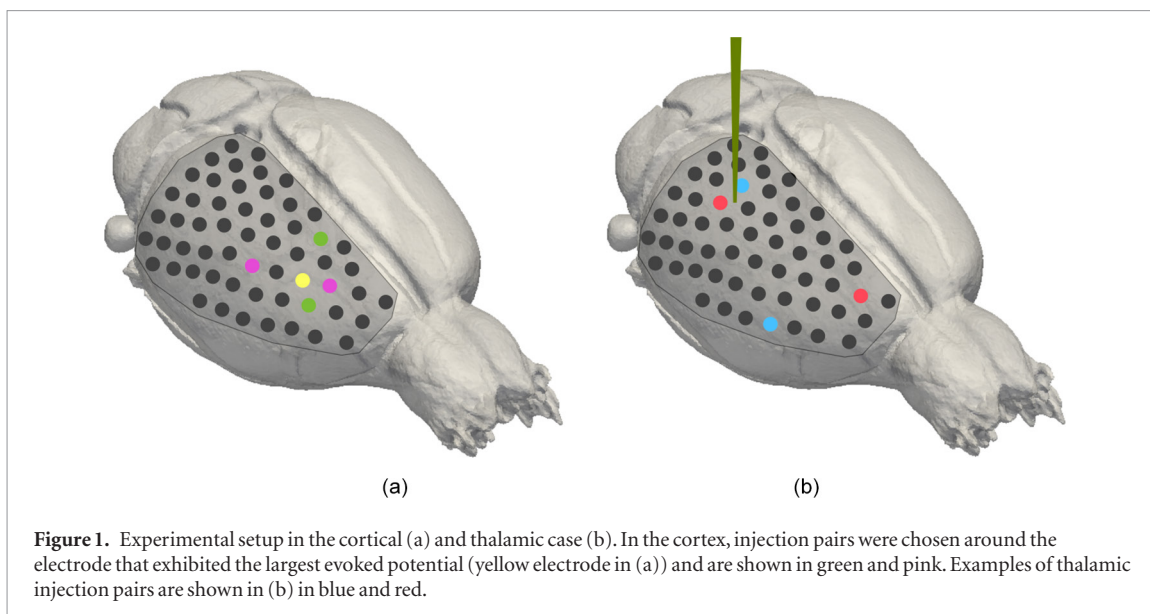 (a)
(b)
Figure 1. Experimental setup in the cortical (a) and thalamic case (b). In the cortex, injection pairs were chosen around the
electrode that exhibited the largest evoked potential (yellow electrode in (a)) and are shown in green and pink. Examples of thalamic
injection pairs are shown in (b) in blue and red.